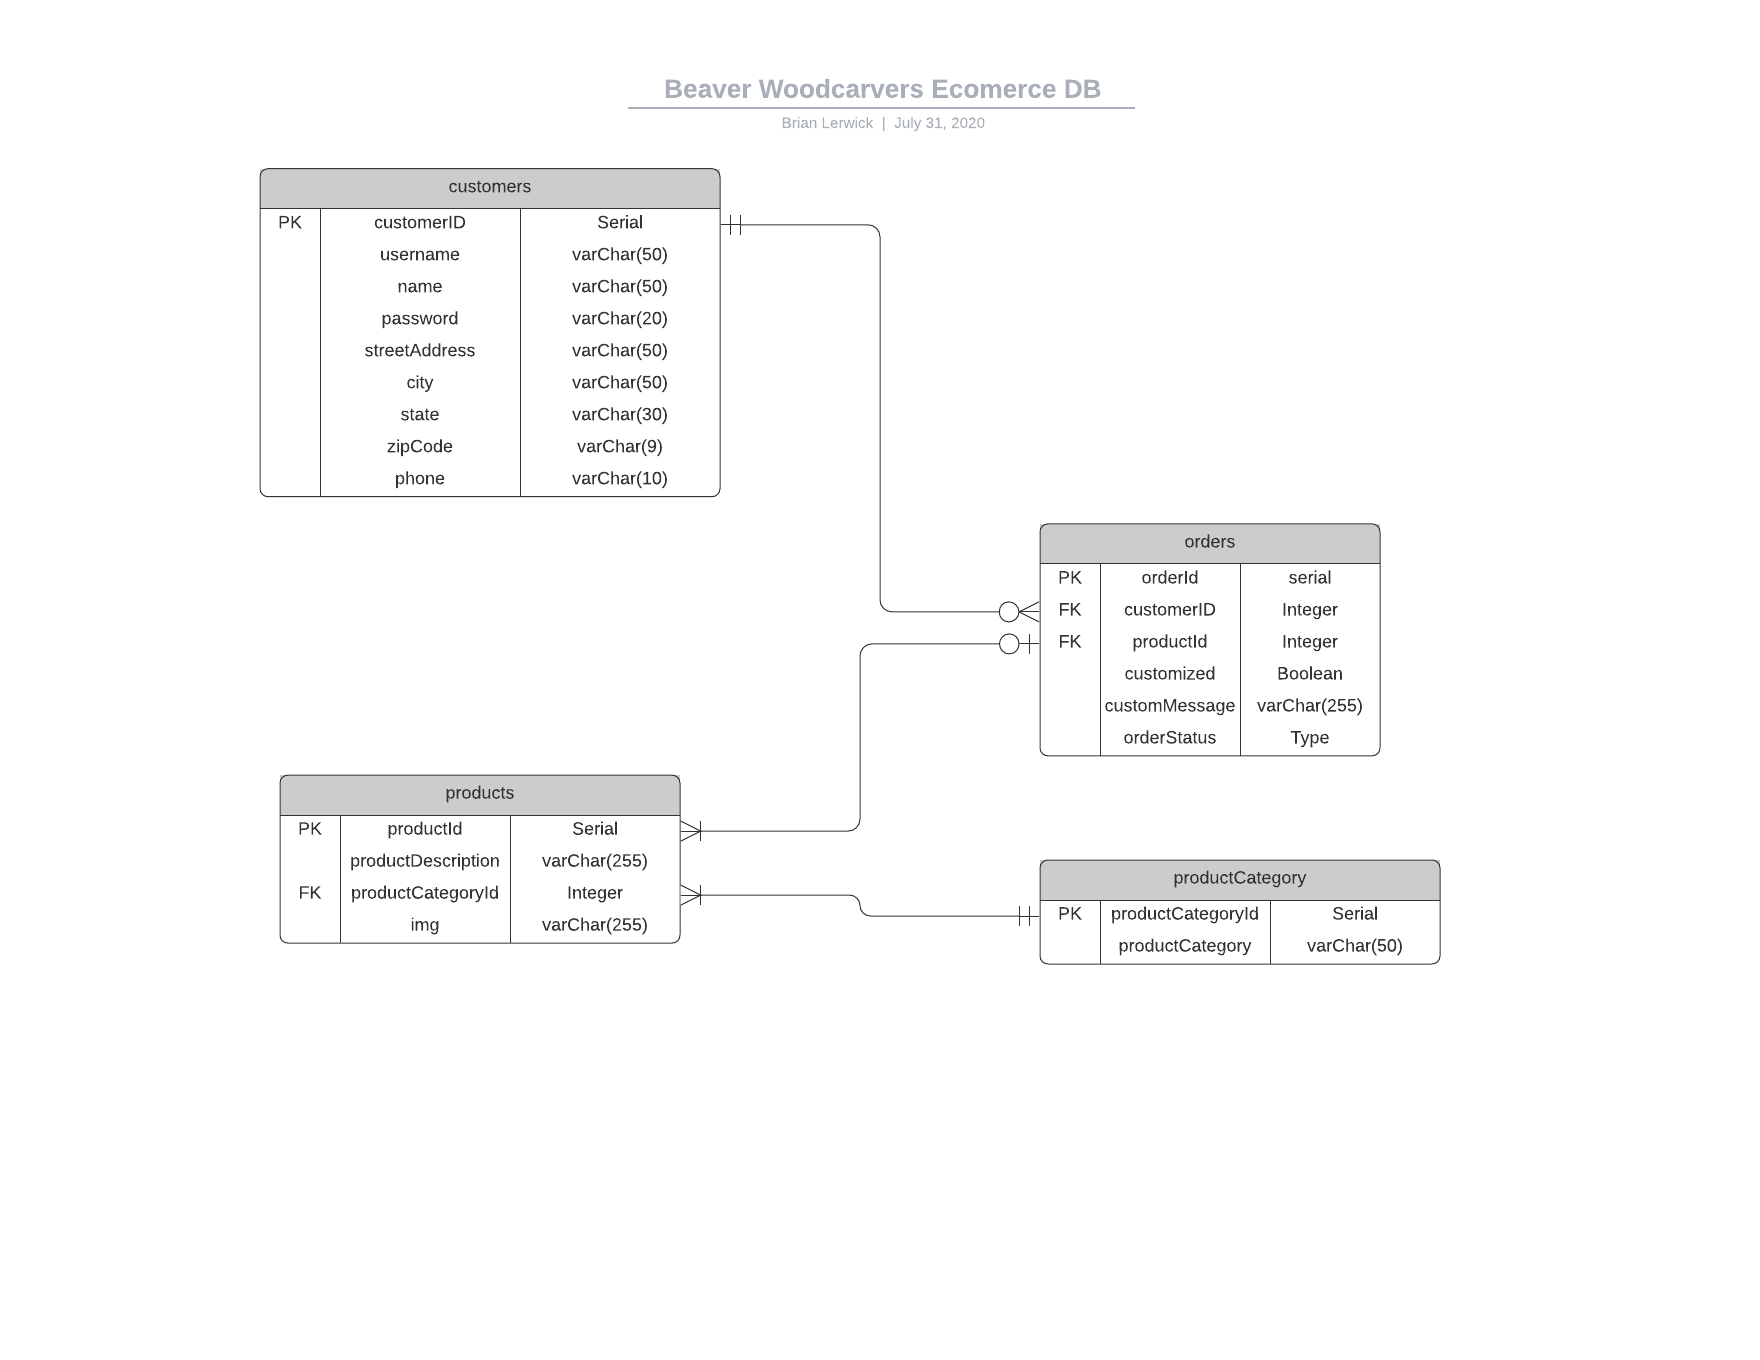 Beaver Woodcarvers Ecomerce DB
Brian Lerwick | July 31, 2020
customers
PK customerID Serial
username varChar(50)
name varChar(50)
password varChar(20)
streetAddress varChar(50)
city varChar(50)
state varChar(30)
zipCode varChar(9)
phone varChar(10)
orders
PK orderId serial
FK customerID Integer
FK productId Integer
customized Boolean
customMessage varChar(255)
orderStatus Type
products
PK productId Serial
productDescription varChar(255)
FK productCategoryId Integer
img varChar(255)
productCategory
PK productCategoryId Serial
productCategory varChar(50)